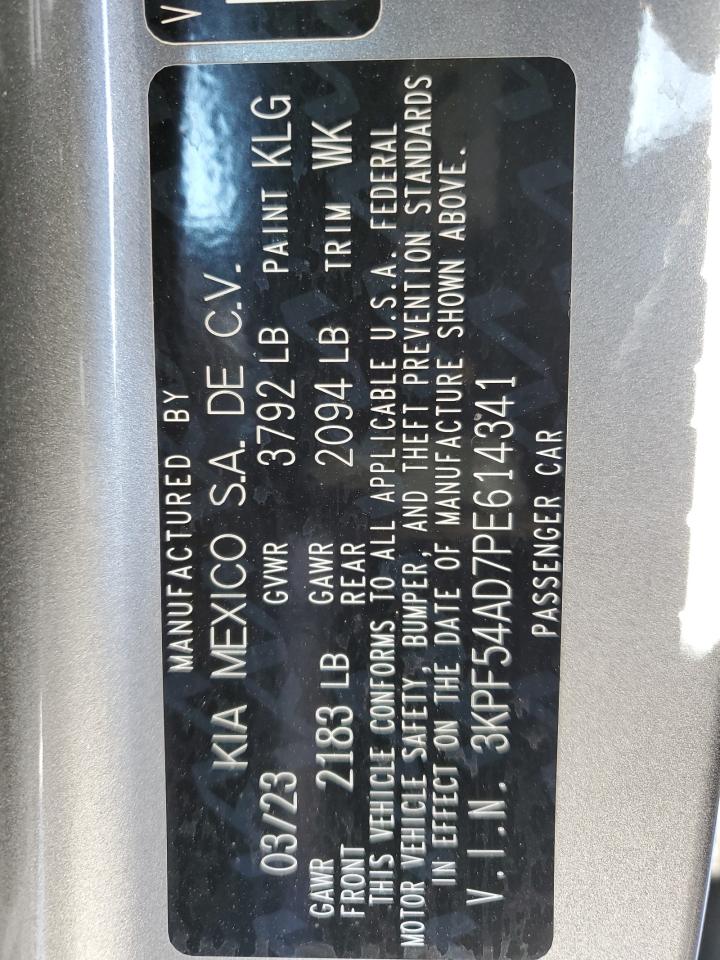 V
MANUFACTURED BY
KIA MEXICO S.A. DE C.V.
03/23 GVWR 3792 LB PAINT KLG
GAWR FRONT 2183 LB GAWR REAR 2094 LB TRIM WK
THIS VEHICLE CONFORMS TO ALL APPLICABLE U.S.A. FEDERAL
MOTOR VEHICLE SAFETY, BUMPER, AND THEFT PREVENTION STANDARDS
IN EFFECT ON THE DATE OF MANUFACTURE SHOWN ABOVE.
V.I.N. 3KPF54AD7PE614341
PASSENGER CAR